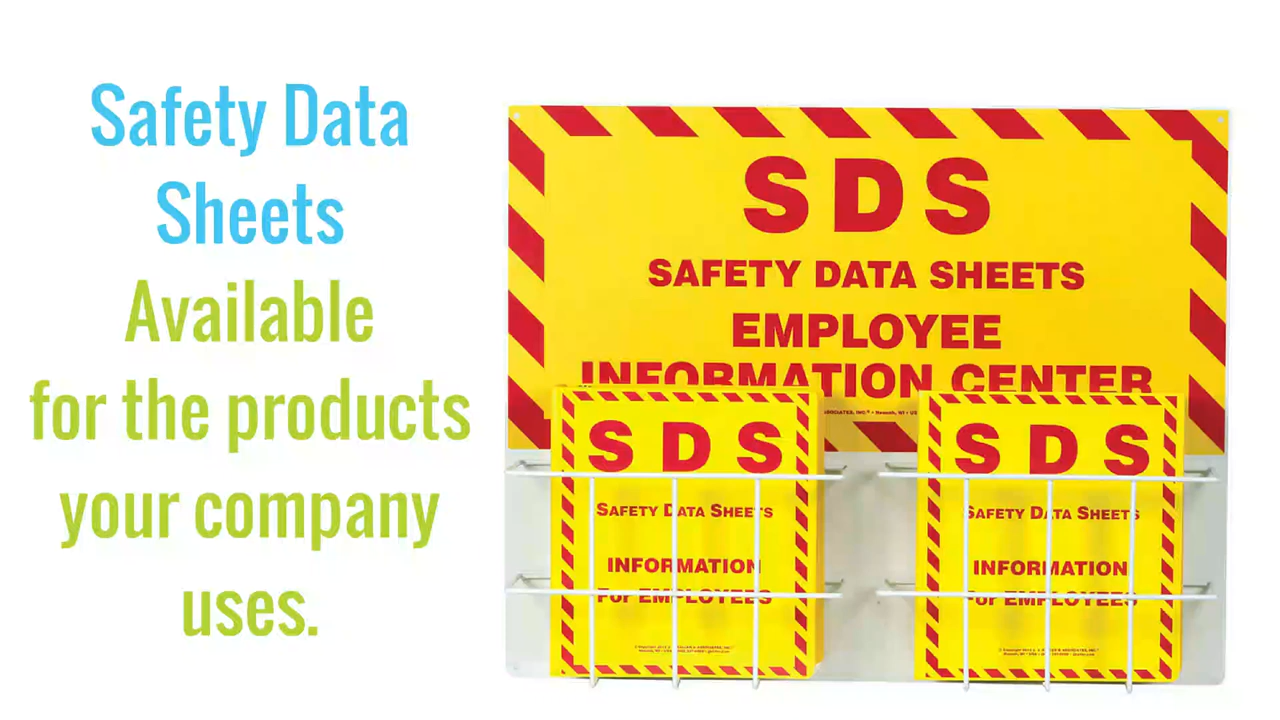 Safety Data
Sheets
Available
for the products
your company
uses.
SDS
SAFETY DATA SHEETS
EMPLOYEE
INFORMATION CENTER
SDS
SAFETY DATA SHEETS
INFORMATION
For EMPLOYEES
SDS
SAFETY DATA SHEETS
INFORMATION
For EMPLOYEES